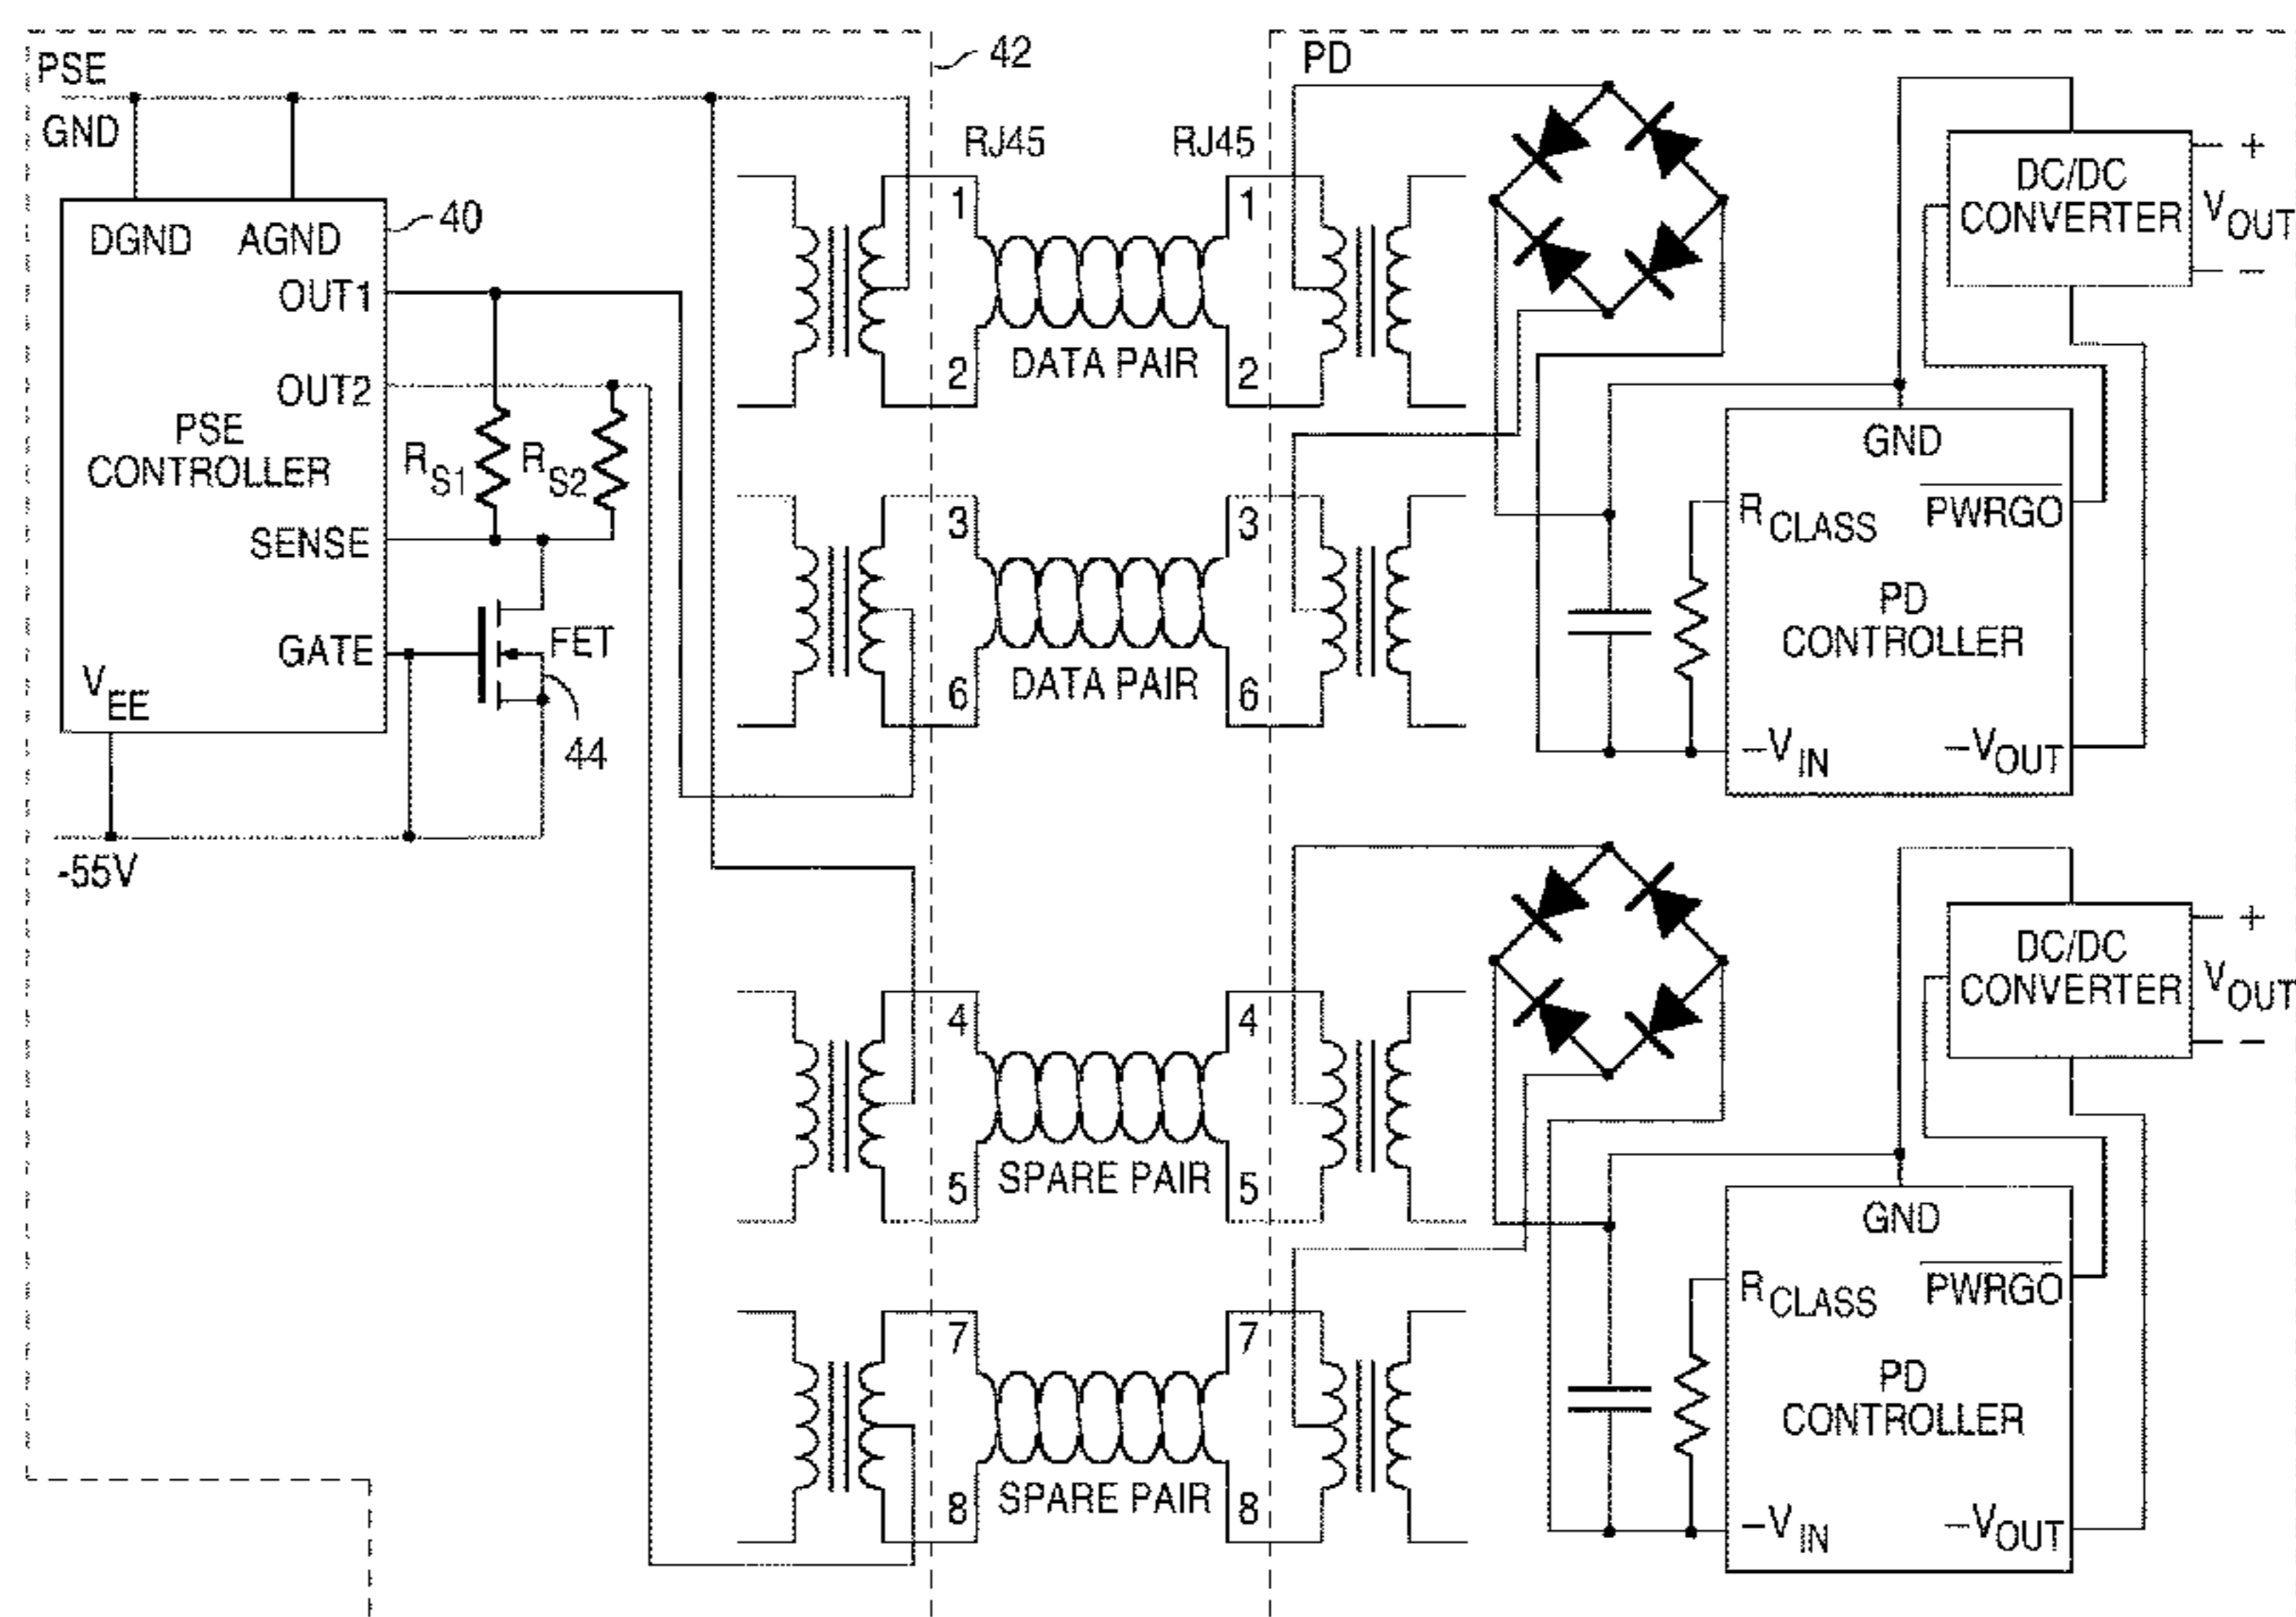 PSE
42
PD
GND
RJ45
RJ45
DGND
AGND
40
OUT1
OUT2
PSE
CONTROLLER
RS1
RS2
SENSE
GATE
FET
VEE
44
-55V
1
2
DATA PAIR
1
2
3
6
DATA PAIR
3
6
4
5
SPARE PAIR
4
5
7
8
SPARE PAIR
7
8
DC/DC
CONVERTER
+
VOUT
−
GND
RCLASS
PWRGO
PD
CONTROLLER
−VIN
−VOUT
DC/DC
CONVERTER
+
VOUT
−
GND
RCLASS
PWRGO
PD
CONTROLLER
−VIN
−VOUT